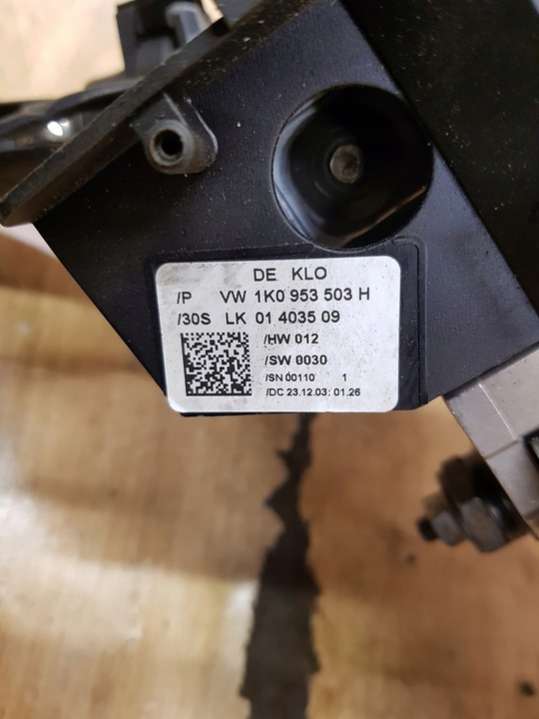 DE KLO
/P VW 1K0 953 503 H
/30S LK 01 4035 09
/HW 012
/SW 0030
/SN 00110 1
/DC 23.12.03: 01.26